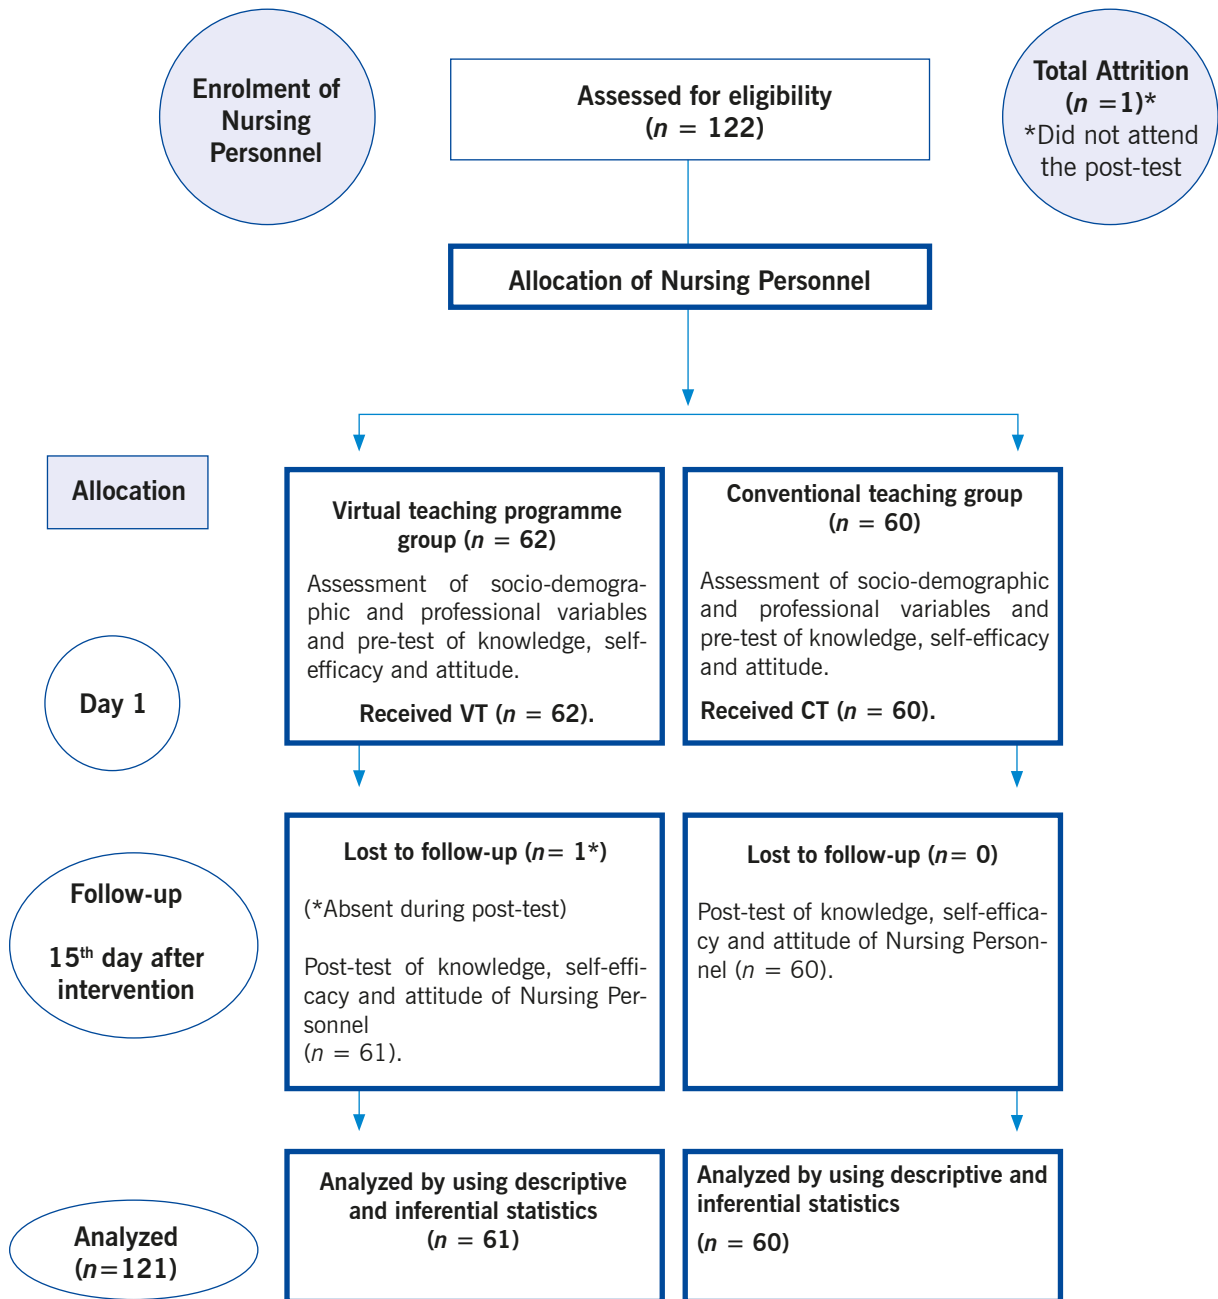 Enrolment of
Nursing
Personnel
Assessed for eligibility
(n = 122)
Total Attrition
(n =1)*
*Did not attend
the post-test
Allocation of Nursing Personnel
Allocation
Virtual teaching programme
group (n = 62)
Assessment of socio-demogra-
phic and professional variables
and pre-test of knowledge, self-
efficacy and attitude.
Received VT (n = 62).
Conventional teaching group
(n = 60)
Assessment of socio-demographic
and professional variables and
pre-test of knowledge, self-efficacy
and attitude.
Received CT (n = 60).
Day 1
Lost to follow-up (n= 1*)
(*Absent during post-test)
Post-test of knowledge, self-effi-
cacy and attitude of Nursing Per-
sonnel
(n = 61).
Lost to follow-up (n= 0)
Post-test of knowledge, self-effica-
cy and attitude of Nursing Person-
nel (n = 60).
Follow-up
15th day after
intervention
Analyzed
(n=121)
Analyzed by using descriptive
and inferential statistics
(n = 61)
Analyzed by using descriptive and
inferential statistics
(n = 60)